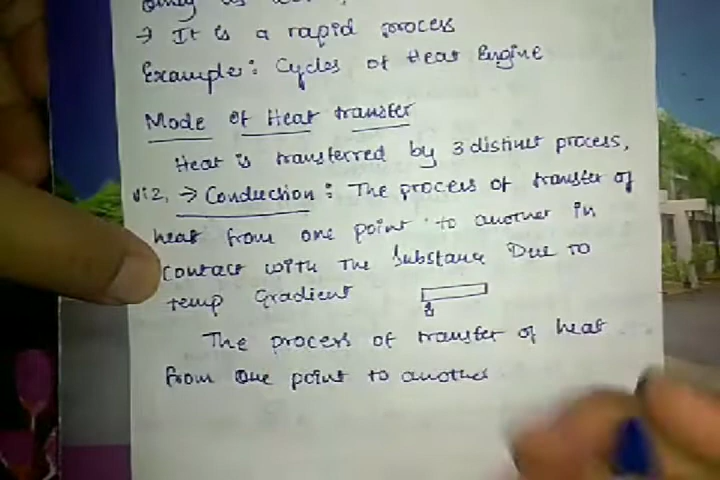 only is
→ It is a rapid process
Example: Cycles of Heat Engine
Mode of Heat transfer
Heat is transferred by 3 distinct process,
viz, → Conduction: The process of transfer of
heat from one point to another in
contact with the substance Due to
temp Gradient
The process of transfer of heat
from one point to another